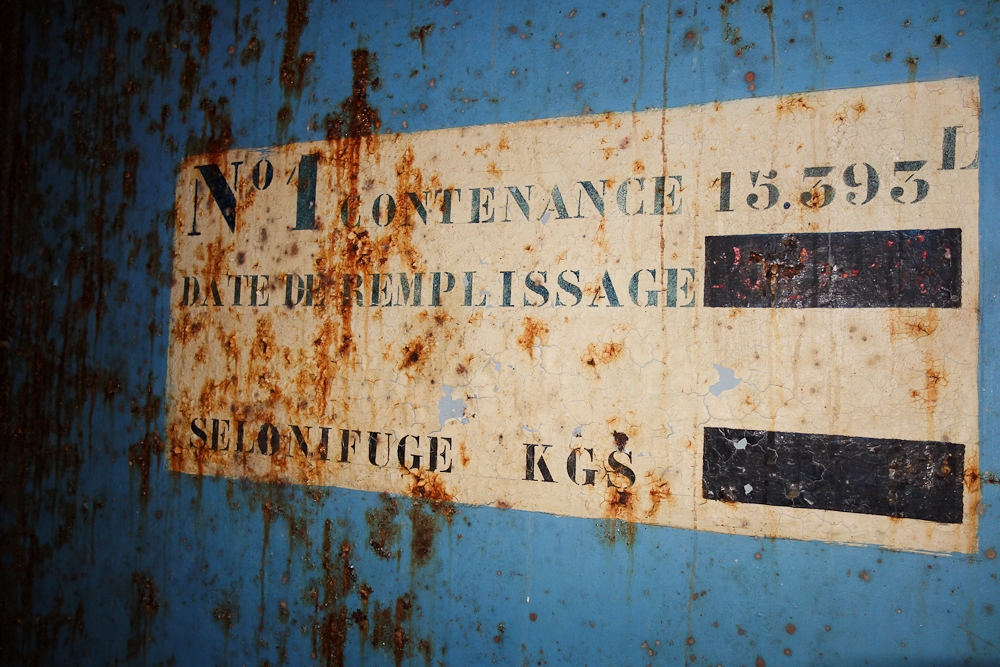 Nº 1 CONTENANCE 15.393 L
DATE DE REMPLISSAGE
SELONIFUGE KGS